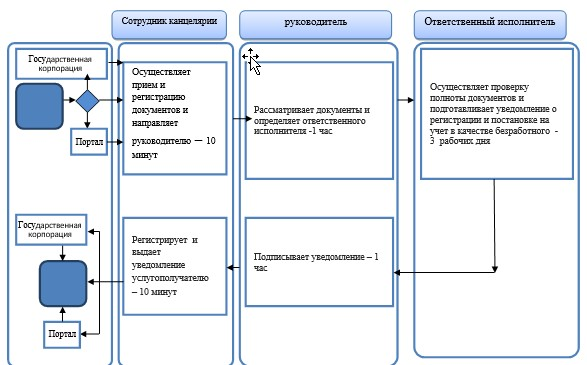 Сотрудник канцелярии
руководитель
Ответственный исполнитель
Государственная
корпорация
Портал
Осуществляет
прием и
регистрацию
документов и
направляет
руководителю — 10
минут
Рассматривает документы и
определяет ответственного
исполнителя -1 час
Осуществляет проверку
полноты документов и
подготавливает уведомление о
регистрации и постановке на
учет в качестве безработного -
3 рабочих дня
Государственная
корпорация
Портал
Регистрирует и
выдает
уведомление
услугополучателю
– 10 минут
Подписывает уведомление – 1
час